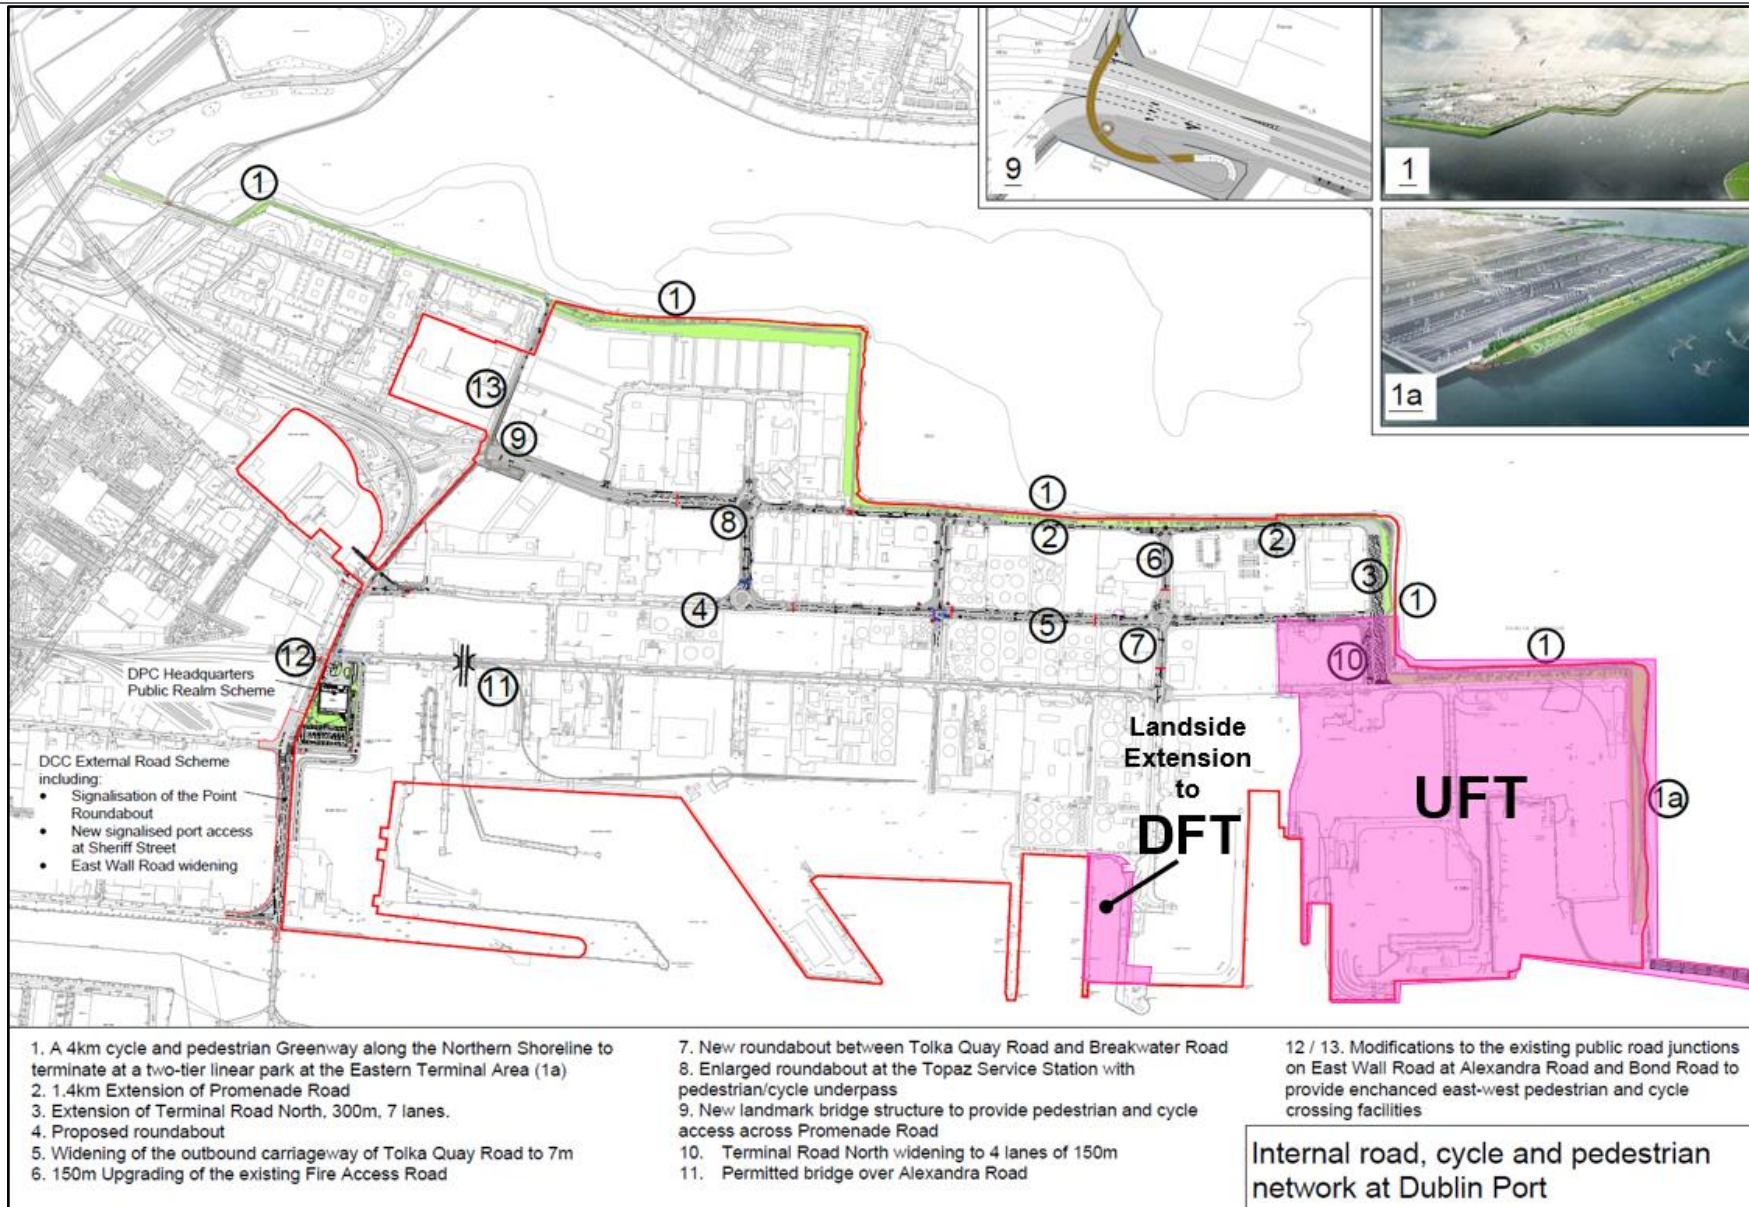 9
1
1a
1
1
13
9
1
8
2
6
2
3
4
5
7
1
10
1
12
11
1a
DPC Headquarters
Public Realm Scheme
DCC External Road Scheme
including:
• Signalisation of the Point
Roundabout
• New signalised port access
at Sheriff Street
• East Wall Road widening
Landside
Extension
to
DFT
UFT
1. A 4km cycle and pedestrian Greenway along the Northern Shoreline to
terminate at a two-tier linear park at the Eastern Terminal Area (1a)
2. 1.4km Extension of Promenade Road
3. Extension of Terminal Road North, 300m, 7 lanes.
4. Proposed roundabout
5. Widening of the outbound carriageway of Tolka Quay Road to 7m
6. 150m Upgrading of the existing Fire Access Road
7. New roundabout between Tolka Quay Road and Breakwater Road
8. Enlarged roundabout at the Topaz Service Station with
pedestrian/cycle underpass
9. New landmark bridge structure to provide pedestrian and cycle
access across Promenade Road
10. Terminal Road North widening to 4 lanes of 150m
11. Permitted bridge over Alexandra Road
12 / 13. Modifications to the existing public road junctions
on East Wall Road at Alexandra Road and Bond Road to
provide enchanced east-west pedestrian and cycle
crossing facilities
Internal road, cycle and pedestrian
network at Dublin Port